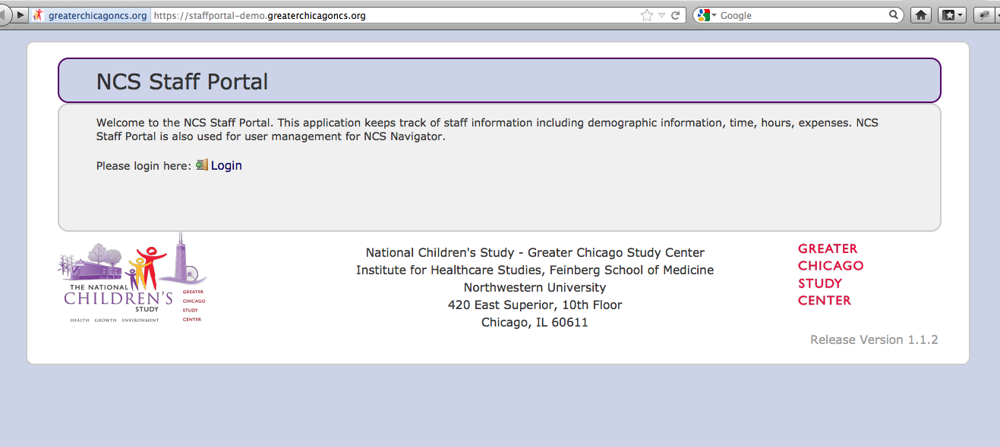 greaterchicagoncs.org https://staffportal-demo.greaterchicagoncs.org Google
NCS Staff Portal
Welcome to the NCS Staff Portal. This application keeps track of staff information including demographic information, time, hours, expenses. NCS
Staff Portal is also used for user management for NCS Navigator.
Please login here: Login
THE NATIONAL
CHILDREN'S
STUDY
HEALTH GROWTH ENVIRONMENT
GREATER
CHICAGO
STUDY
CENTER
National Children's Study - Greater Chicago Study Center
Institute for Healthcare Studies, Feinberg School of Medicine
Northwestern University
420 East Superior, 10th Floor
Chicago, IL 60611
GREATER
CHICAGO
STUDY
CENTER
Release Version 1.1.2